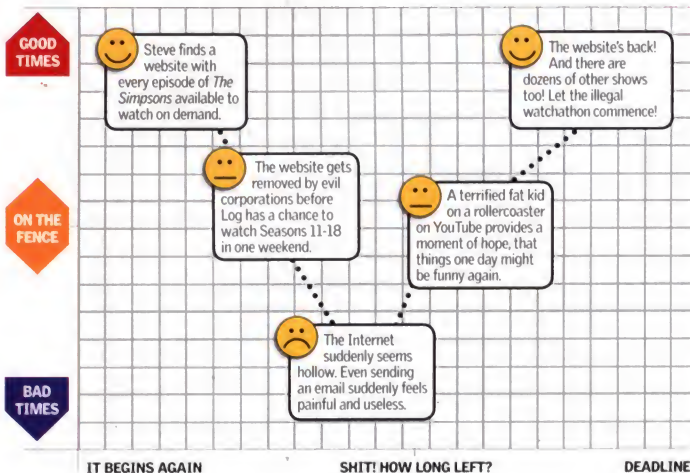 GOOD
TIMES
Steve finds a
website with
every episode of The
Simpsons available to
watch on demand.
The website's back!
And there are
dozens of other shows
too! Let the illegal
watchathon commence!
ON THE
FENCE
The website gets
removed by evil
corporations before
Log has a chance to
watch Seasons 11-18
in one weekend.
A terrified fat kid
on a rollercoaster
on YouTube provides a
moment of hope, that
things one day might
be funny again.
BAD
TIMES
The Internet
suddenly seems
hollow. Even sending
an email suddenly feels
painful and useless.
IT BEGINS AGAIN
SHIT! HOW LONG LEFT?
DEADLINE